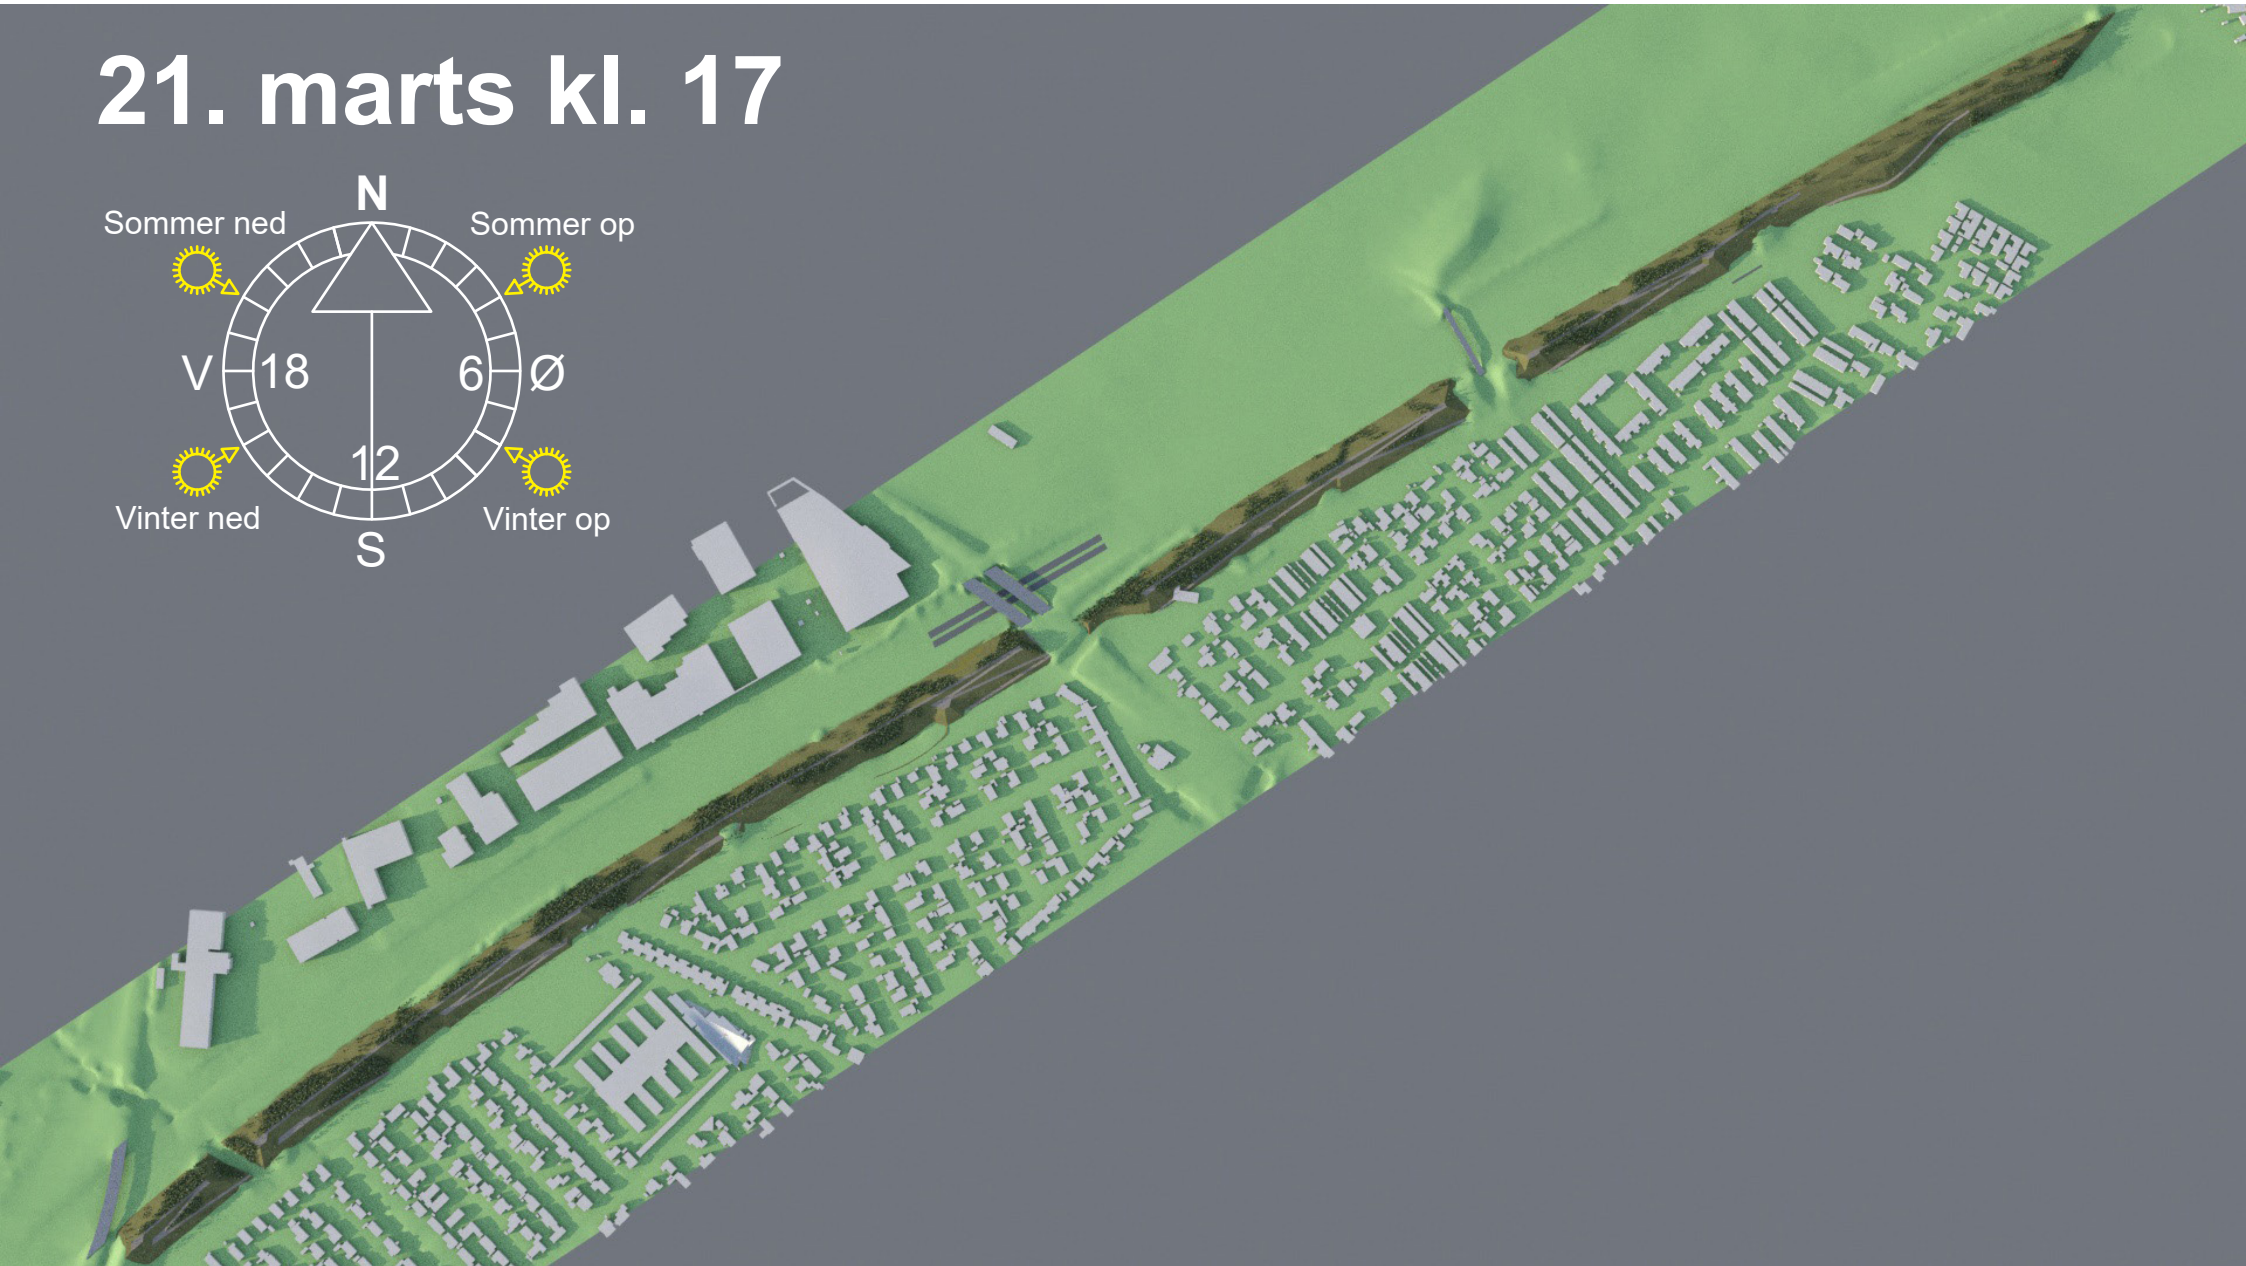 21. marts kl. 17
N
Sommer ned
Sommer op
V
18
6
Ø
12
Vinter ned
Vinter op
S